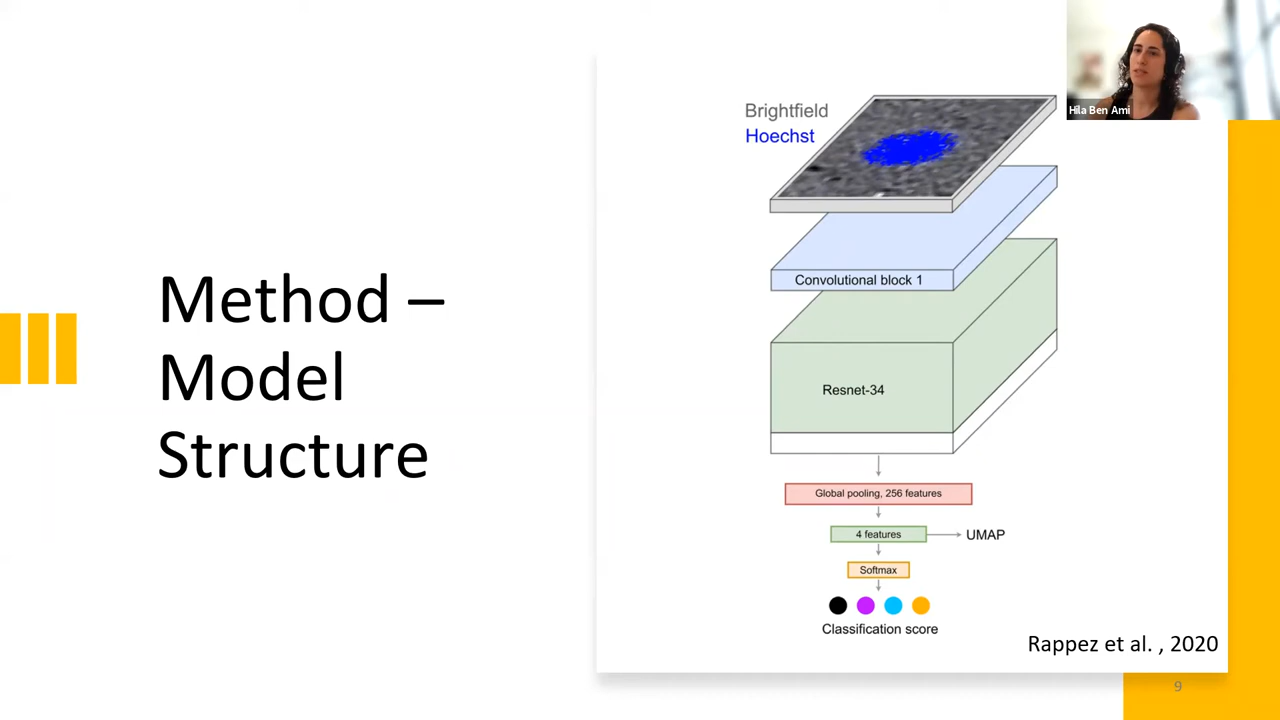 Hila Ben Ami
Method –
Model
Structure
Brightfield
Hoechst
Convolutional block 1
Resnet-34
Global pooling, 256 features
4 features
UMAP
Softmax
Classification score
Rappez et al. , 2020
9